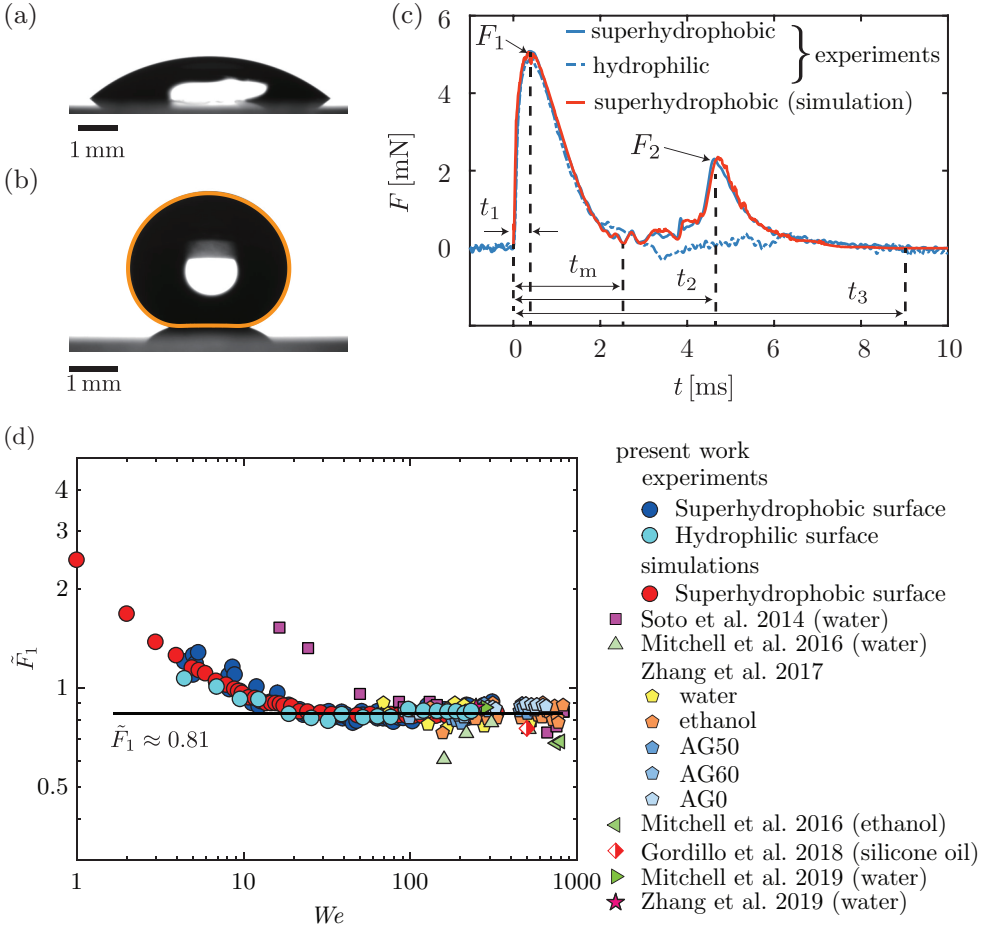 (a)
1 mm
(b)
1 mm
(c)
6
4
2
0
F [mN]
F1
F2
superhydrophobic
hydrophilic
experiments
superhydrophobic (simulation)
t1
tm
t2
t3
0 2 4 6 8 10
t [ms]
(d)
4
3
2
1
0.5
F̃1
F̃1 ≈ 0.81
1 10 100 1000
We
present work
experiments
Superhydrophobic surface
Hydrophilic surface
simulations
Superhydrophobic surface
Soto et al. 2014 (water)
Mitchell et al. 2016 (water)
Zhang et al. 2017
water
ethanol
AG50
AG60
AG0
Mitchell et al. 2016 (ethanol)
Gordillo et al. 2018 (silicone oil)
Mitchell et al. 2019 (water)
Zhang et al. 2019 (water)